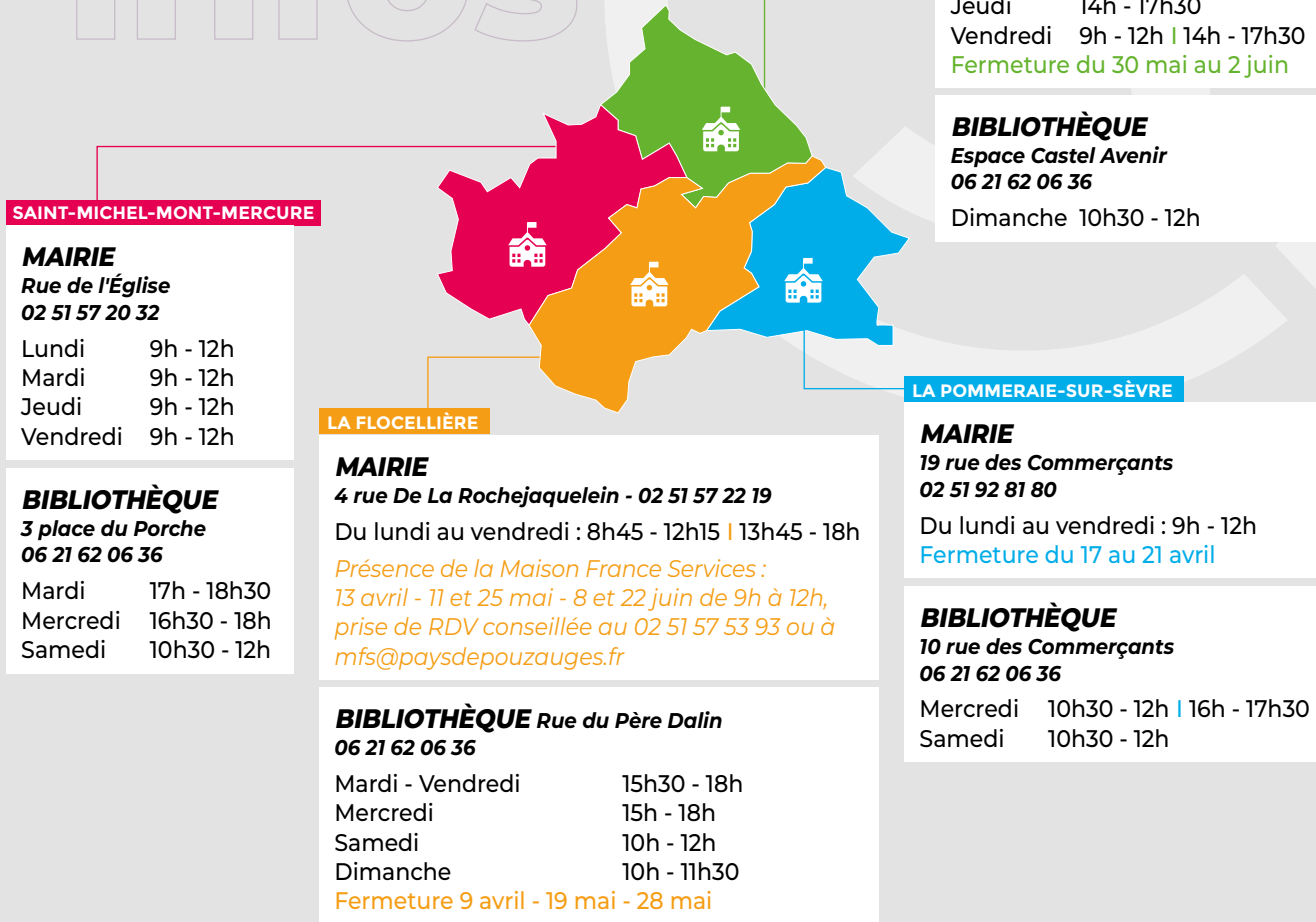 infos
SAINT-MICHEL-MONT-MERCURE
MAIRIE
Rue de l'Église
02 51 57 20 32
Lundi 9h - 12h
Mardi 9h - 12h
Jeudi 9h - 12h
Vendredi 9h - 12h
BIBLIOTHÈQUE
3 place du Porche
06 21 62 06 36
Mardi 17h - 18h30
Mercredi 16h30 - 18h
Samedi 10h30 - 12h
LA FLOCELLIÈRE
MAIRIE
4 rue De La Rochejaquelein - 02 51 57 22 19
Du lundi au vendredi : 8h45 - 12h15 I 13h45 - 18h
Présence de la Maison France Services :
13 avril - 11 et 25 mai - 8 et 22 juin de 9h à 12h,
prise de RDV conseillée au 02 51 57 53 93 ou à
mfs@paysdepouzauges.fr
BIBLIOTHÈQUE Rue du Père Dalin
06 21 62 06 36
Mardi - Vendredi 15h30 - 18h
Mercredi 15h - 18h
Samedi 10h - 12h
Dimanche 10h - 11h30
Fermeture 9 avril - 19 mai - 28 mai
Jeudi 14h - 17h30
Vendredi 9h - 12h I 14h - 17h30
Fermeture du 30 mai au 2 juin
BIBLIOTHÈQUE
Espace Castel Avenir
06 21 62 06 36
Dimanche 10h30 - 12h
LA POMMERAIE-SUR-SÈVRE
MAIRIE
19 rue des Commerçants
02 51 92 81 80
Du lundi au vendredi : 9h - 12h
Fermeture du 17 au 21 avril
BIBLIOTHÈQUE
10 rue des Commerçants
06 21 62 06 36
Mercredi 10h30 - 12h I 16h - 17h30
Samedi 10h30 - 12h